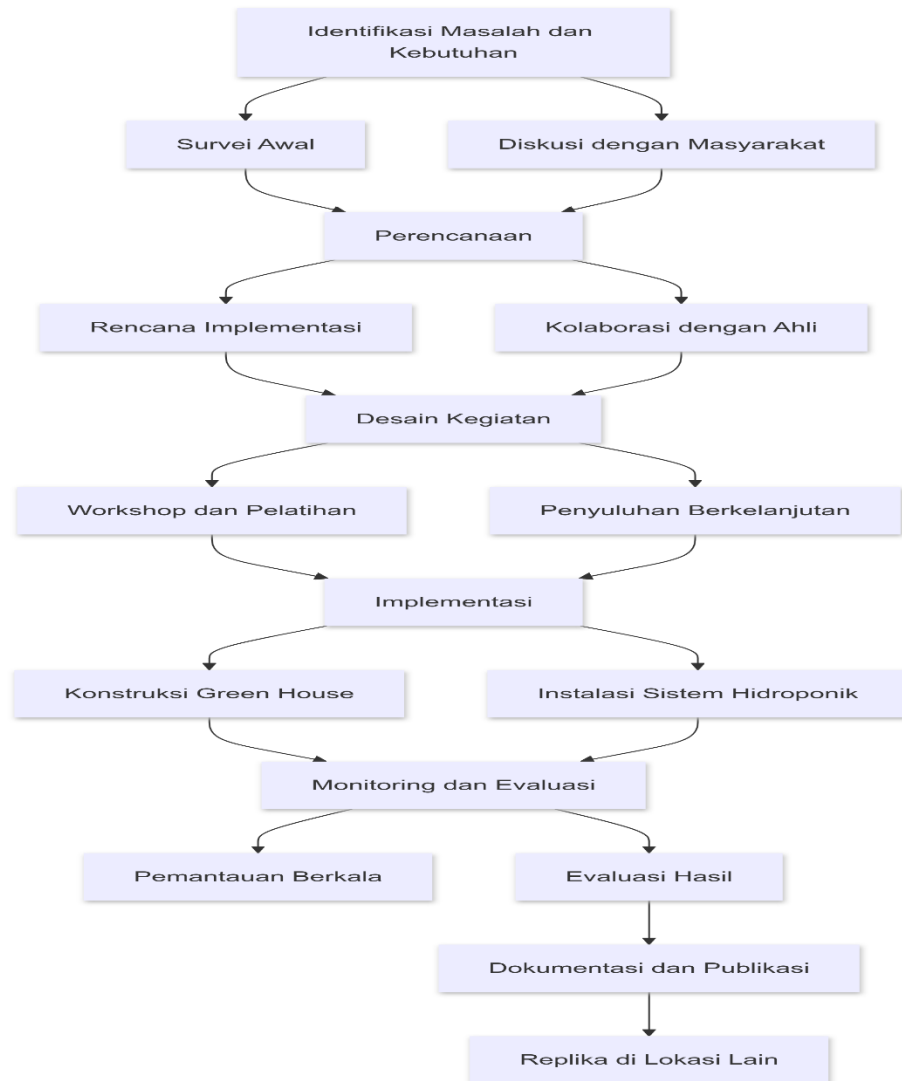 Identifikasi Masalah dan
Kebutuhan
Survei Awal
Diskusi dengan Masyarakat
Perencanaan
Rencana Implementasi
Kolaborasi dengan Ahli
Desain Kegiatan
Workshop dan Pelatihan
Penyuluhan Berkelanjutan
Implementasi
Konstruksi Green House
Instalasi Sistem Hidroponik
Monitoring dan Evaluasi
Pemantauan Berkala
Evaluasi Hasil
Dokumentasi dan Publikasi
Replika di Lokasi Lain